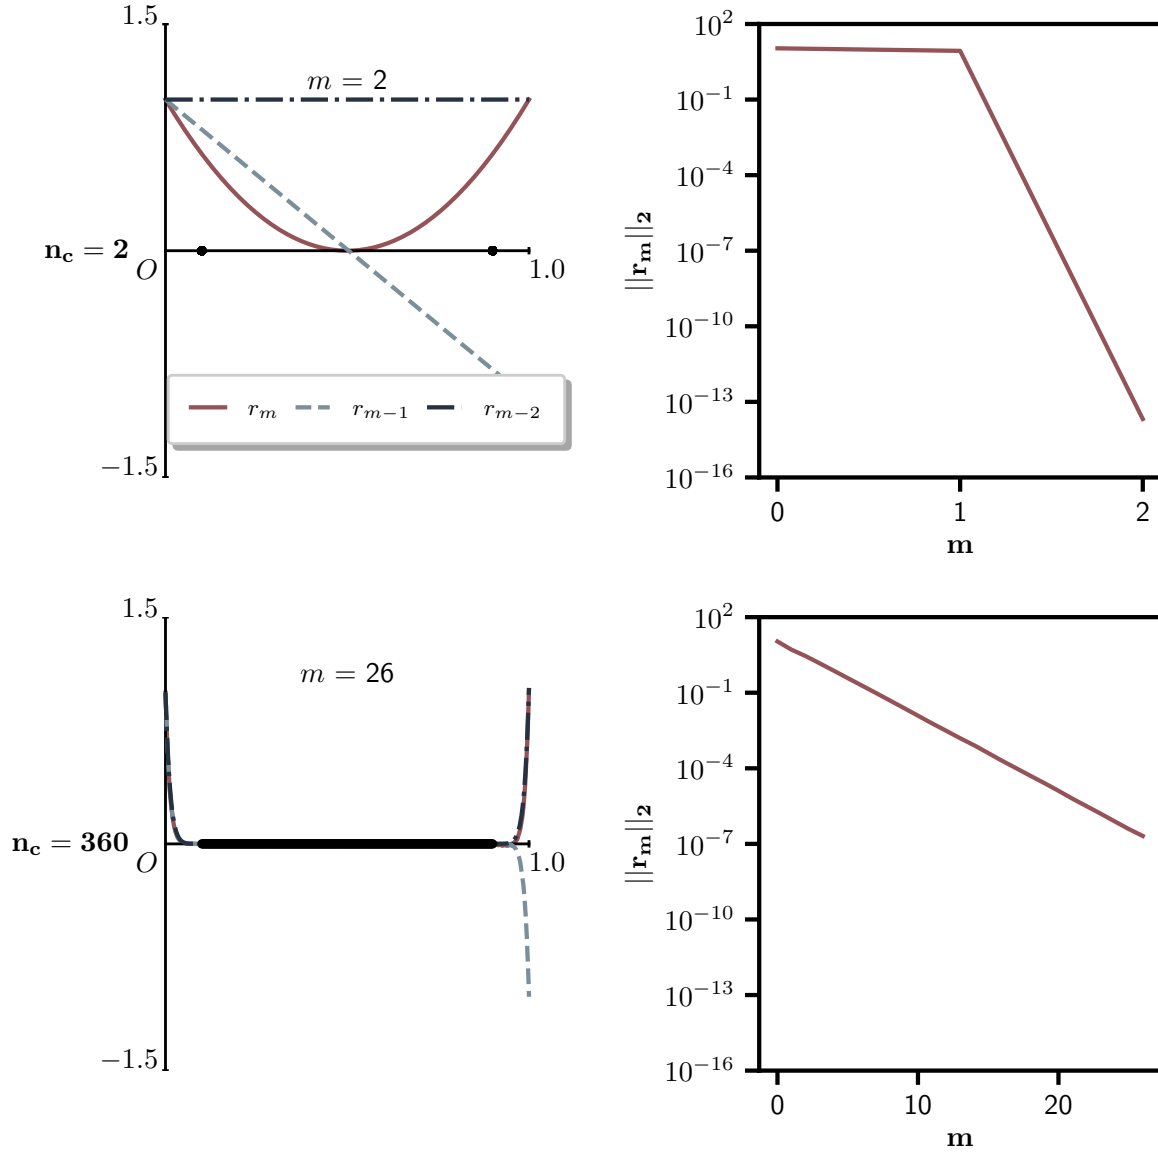 1.5
m = 2
n_c = 2
O
1.0
r_m r_{m−1} r_{m−2}
−1.5
10^2
10^{−1}
10^{−4}
10^{−7}
10^{−10}
10^{−13}
10^{−16}
||r_m||_2
0 1 2
m
1.5
m = 26
n_c = 360
O
1.0
−1.5
10^2
10^{−1}
10^{−4}
10^{−7}
10^{−10}
10^{−13}
10^{−16}
||r_m||_2
0 10 20
m